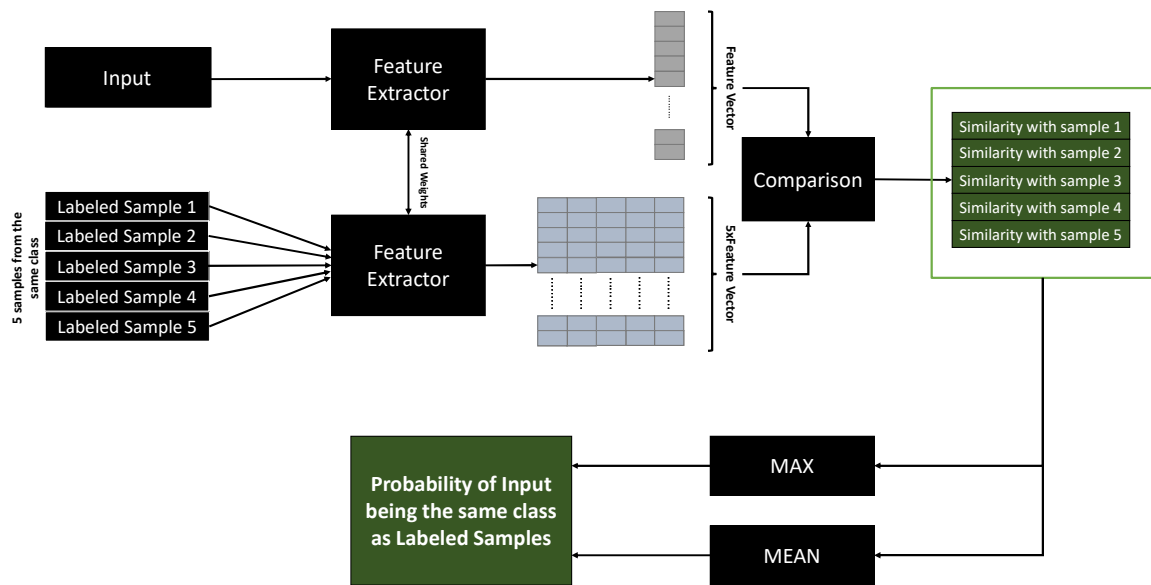 Input
Feature
Extractor
Feature Vector
Shared Weights
5 samples from the
same class
Labeled Sample 1
Labeled Sample 2
Labeled Sample 3
Labeled Sample 4
Labeled Sample 5
Feature
Extractor
5xFeature Vector
Comparison
Similarity with sample 1
Similarity with sample 2
Similarity with sample 3
Similarity with sample 4
Similarity with sample 5
Probability of Input
being the same class
as Labeled Samples
MAX
MEAN